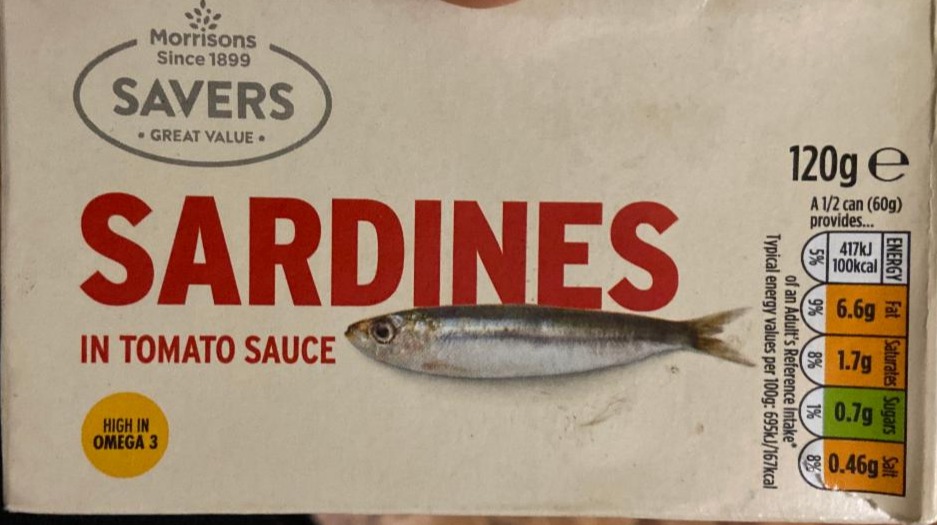 Morrisons
Since 1899
SAVERS
• GREAT VALUE •
SARDINES
IN TOMATO SAUCE
HIGH IN
OMEGA 3
120g ℮
A 1/2 can (60g)
provides...
ENERGY
417kJ
100kcal
5%
Fat
6.6g
9%
Saturates
1.7g
8%
Sugars
0.7g
1%
Salt
0.46g
8%
of an Adult's Reference Intake*
Typical energy values per 100g: 695kJ/167kcal